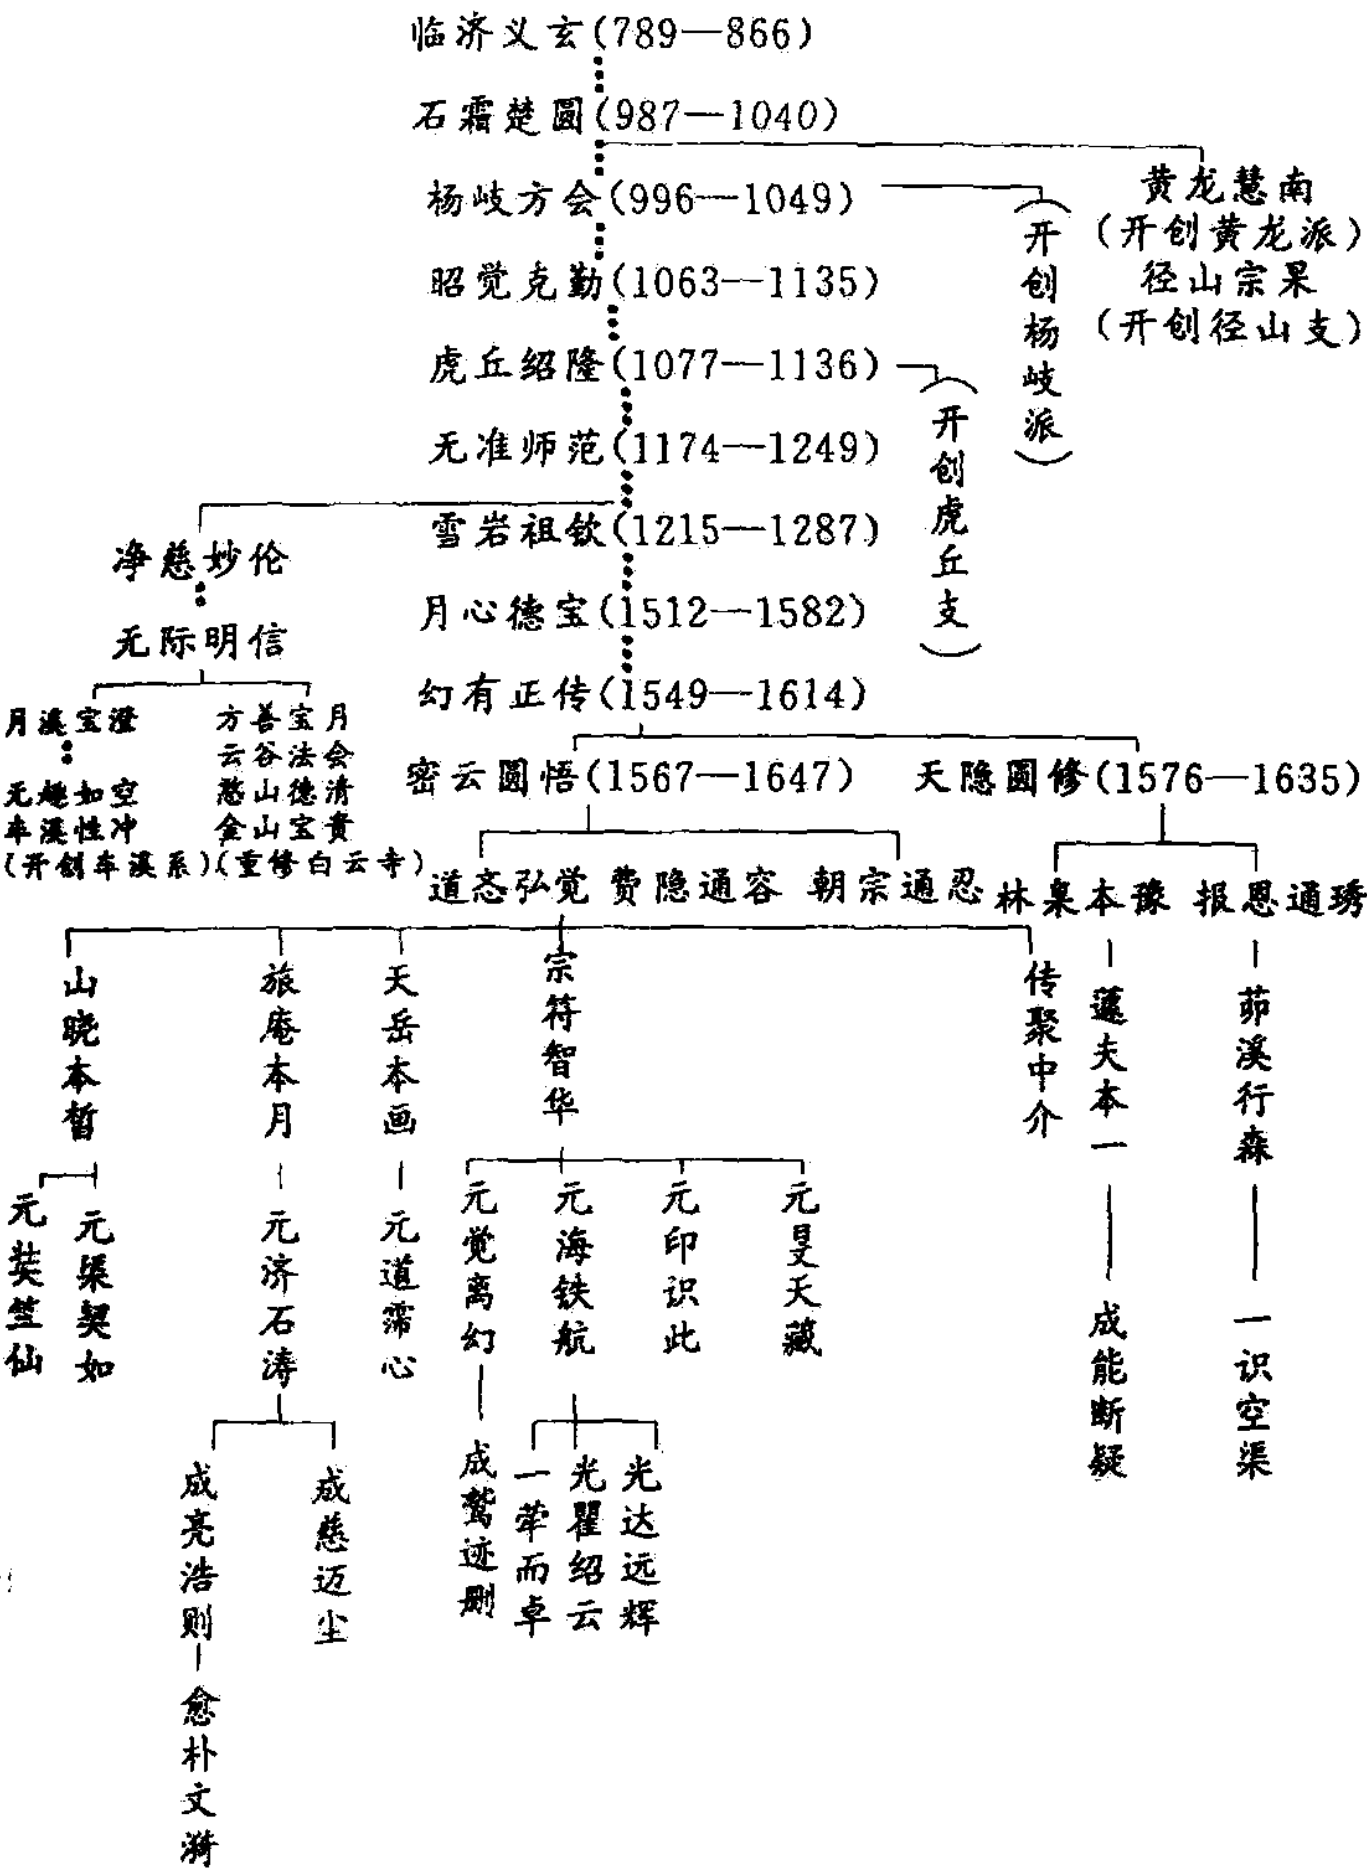 临济义玄(789—866)
石霜楚圆(987—1040)
黄龙慧南
(开创黄龙派)
径山宗果
(开创径山支)
杨岐方会(996—1049)
(开创杨岐派)
昭觉克勤(1063—1135)
虎丘绍隆(1077—1136)
(开创虎丘支)
无准师范(1174—1249)
雪岩祖钦(1215—1287)
净慈妙伦
无际明信
月心德宝(1512—1582)
幻有正传(1549—1614)
月溪宝澄
无趣如空
车溪性冲
(开创车溪系)
方善宝月
云谷法会
憨山德清
金山宝贵
(重修白云寺)
密云圆悟(1567—1647)
天隐圆修(1576—1635)
道忞弘觉 费隐通容 朝宗通忍
林皋本豫 报恩通琇
山晓本晳
旅庵本月
天岳本画
宗符智华
传聚中介
蘧夫本一
茆溪行森
元奘竺仙
元渠契如
元济石涛
元道霈心
元觉离幻
元海铁航
元印识此
元旻天藏
成能断疑
一识空渠
成亮浩则
成慈迈尘
成鹫迹删
一荦而卓
光瞿绍云
光达远辉
愈朴文漪